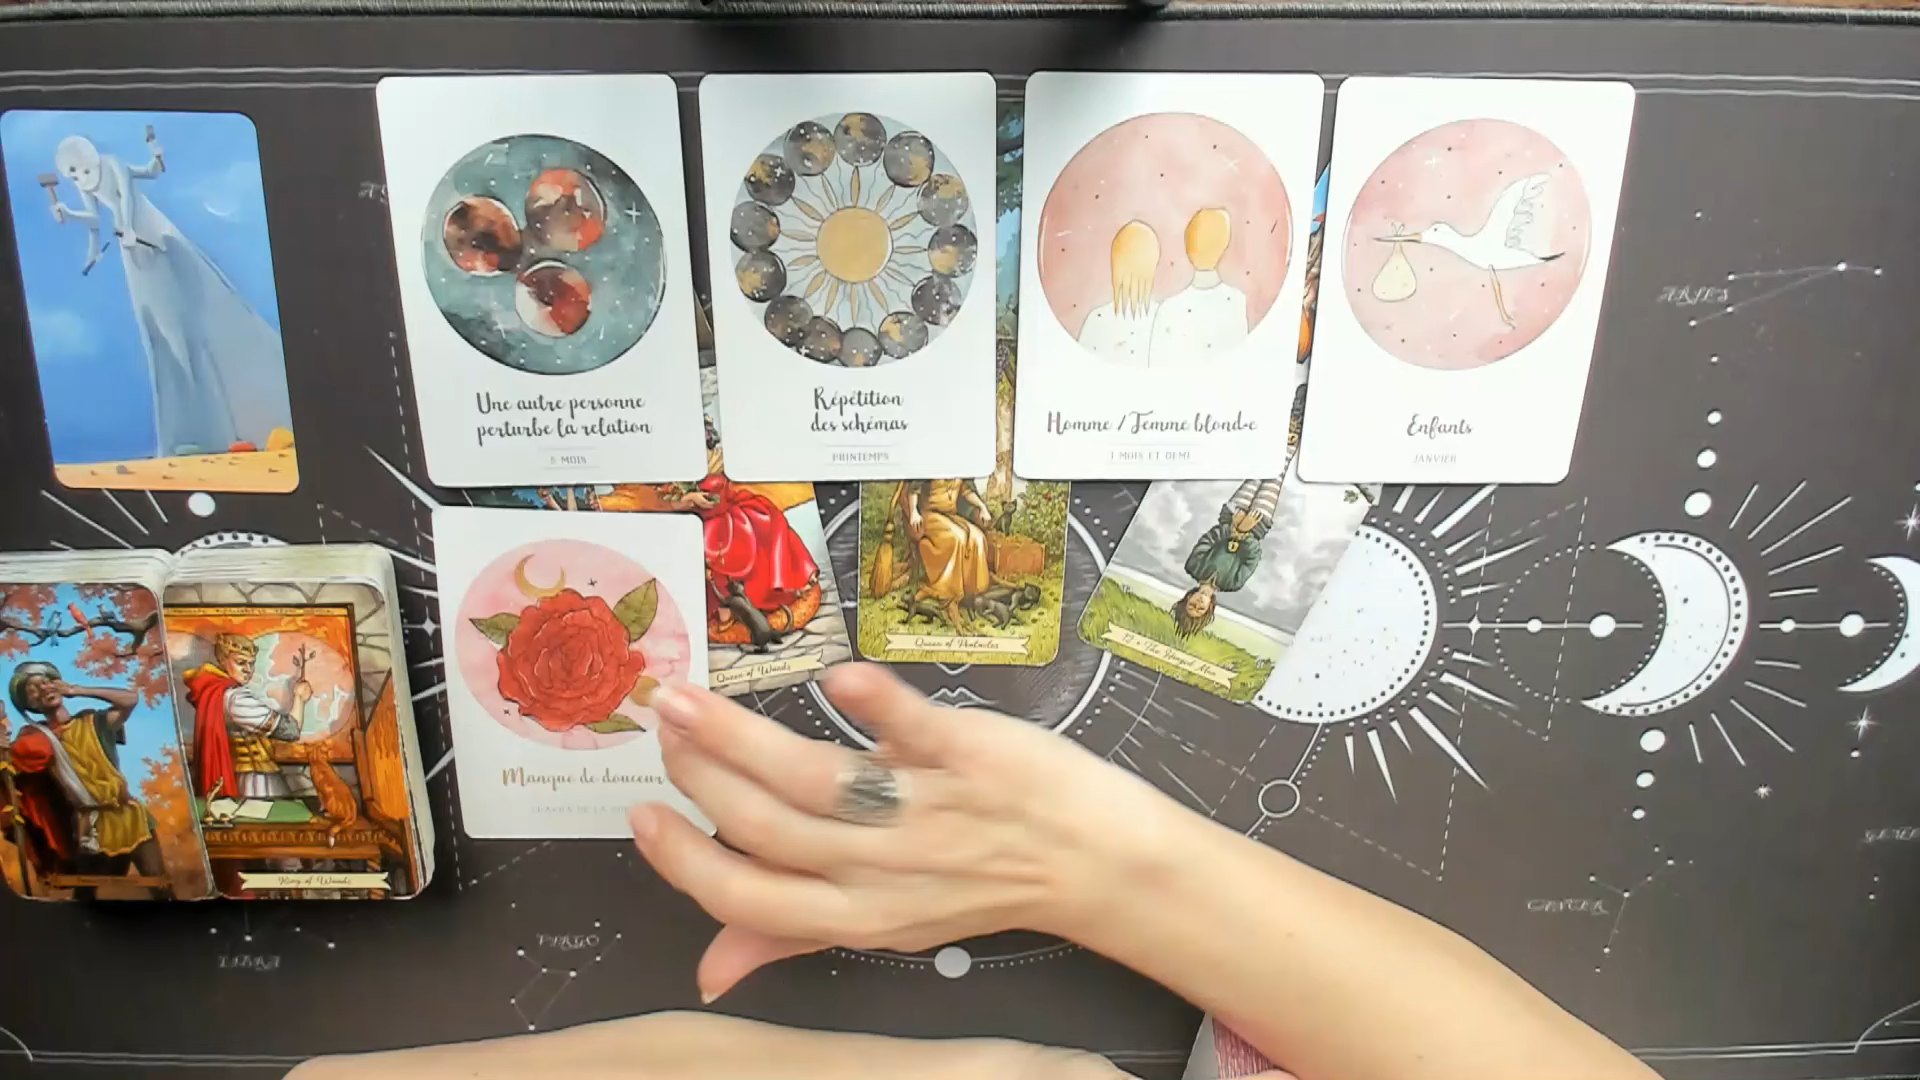 Une autre personne
perturbe la relation
Répétition
des schémas
PRINTEMPS
Homme / Femme blond·e
1 MOIS ET DEMI
Enfants
JANVIER
MOIS
ARIES
Queen of Wands
Queen of Pentacles
12 • The Hanged Man
Manque de douceur
King of Wands
CANCER
VIRGO
LIBRA